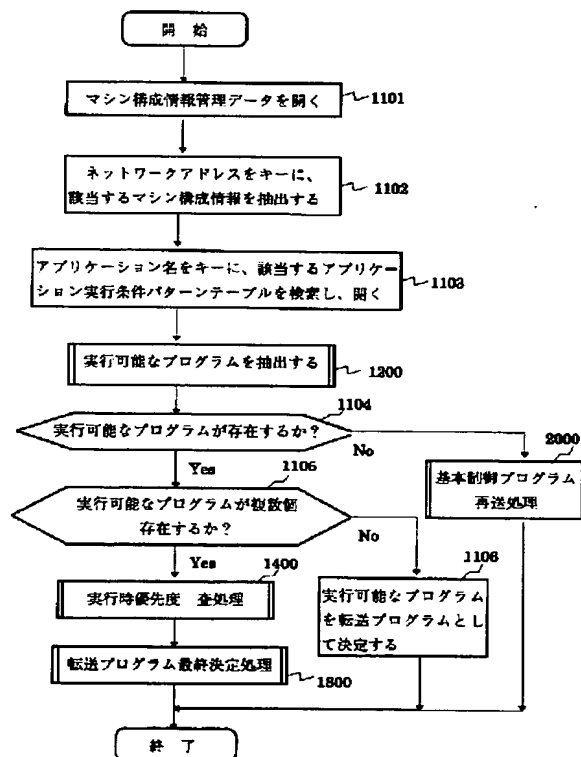 開 始
マシン構成情報管理データを開く
1101
ネットワークアドレスをキーに、
該当するマシン構成情報を抽出する
1102
アプリケーション名をキーに、該当するアプリケー
ション実行条件パターンテーブルを検索し、開く
1103
実行可能なプログラムを抽出する
1200
1104
実行可能なプログラムが存在するか?
No
Yes
2000
基本制御プログラム
再送処理
1105
実行可能なプログラムが複数個
存在するか?
No
Yes
1400
実行時優先度 査処理
1106
実行可能なプログラム
を転送プログラムとし
て決定する
転送プログラム最終決定処理
1800
終 了